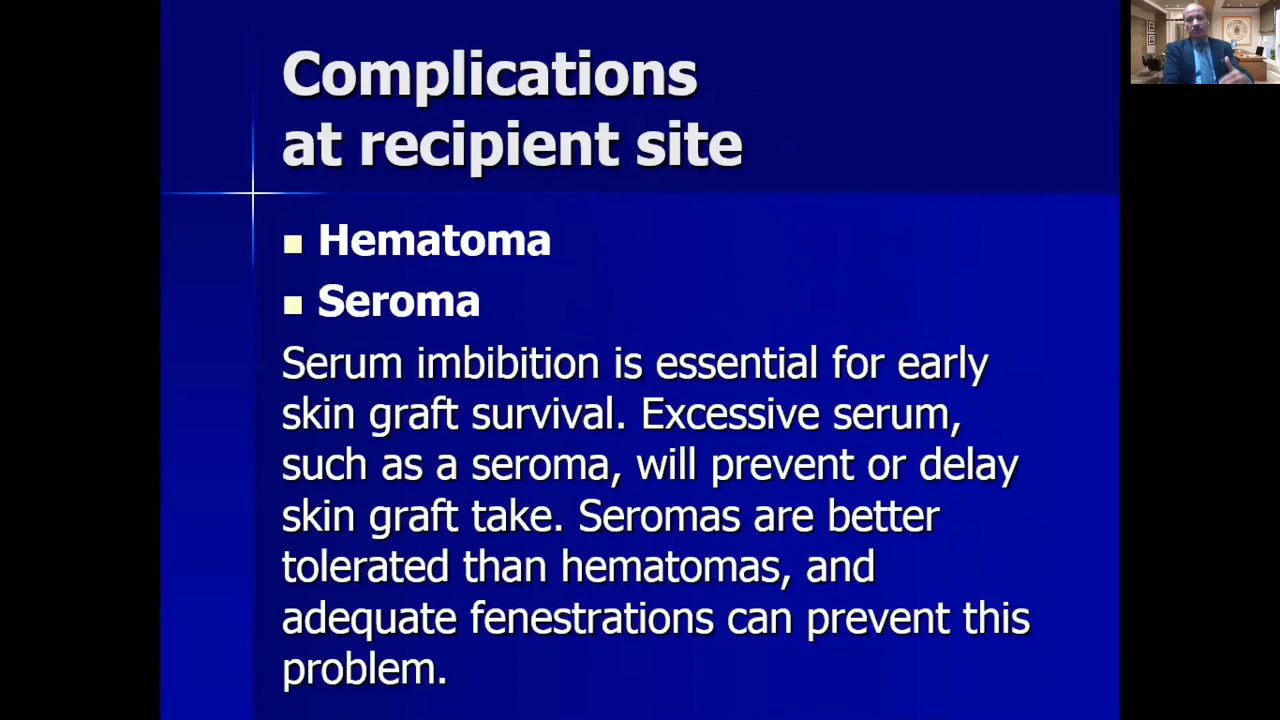 Complications
at recipient site
Hematoma
Seroma
Serum imbibition is essential for early
skin graft survival. Excessive serum,
such as a seroma, will prevent or delay
skin graft take. Seromas are better
tolerated than hematomas, and
adequate fenestrations can prevent this
problem.